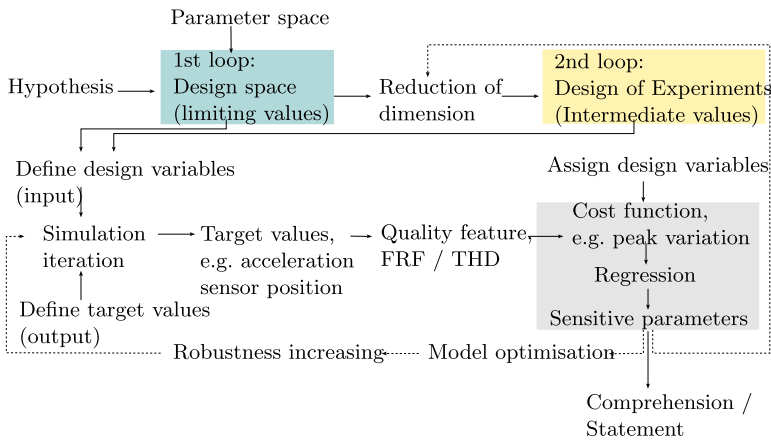 Parameter space
Hypothesis
1st loop:
Design space
(limiting values)
Reduction of
dimension
2nd loop:
Design of Experiments
(Intermediate values)
Define design variables
(input)
Assign design variables
Simulation
iteration
Target values,
e.g. acceleration
sensor position
Quality feature,
FRF / THD
Cost function,
e.g. peak variation
Regression
Sensitive parameters
Define target values
(output)
Robustness increasing
Model optimisation
Comprehension /
Statement